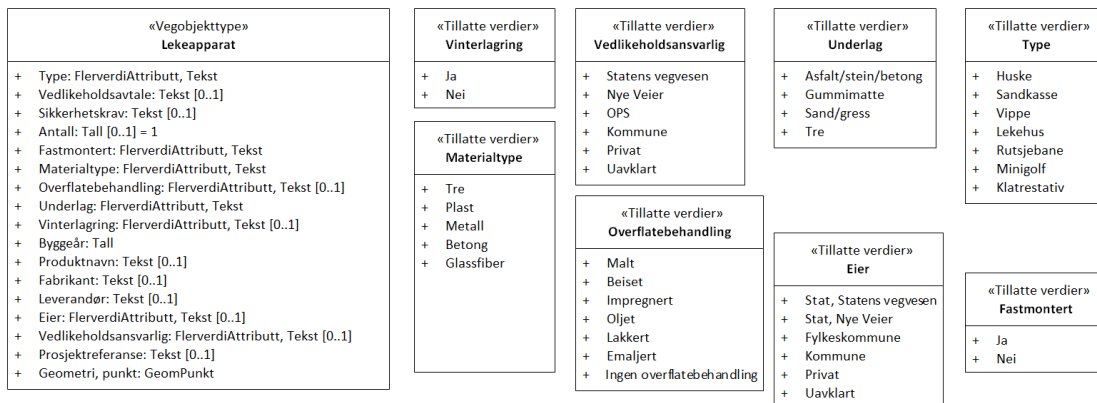 «Vegobjekttype»
Lekeapparat
+ Type: FlerverdiAttributt, Tekst
+ Vedlikeholdsavtale: Tekst [0..1]
+ Sikkerhetskrav: Tekst [0..1]
+ Antall: Tall [0..1] = 1
+ Fastmontert: FlerverdiAttributt, Tekst
+ Materialtype: FlerverdiAttributt, Tekst
+ Overflatebehandling: FlerverdiAttributt, Tekst [0..1]
+ Underlag: FlerverdiAttributt, Tekst
+ Vinterlagring: FlerverdiAttributt, Tekst [0..1]
+ Byggeår: Tall
+ Produktnavn: Tekst [0..1]
+ Fabrikant: Tekst [0..1]
+ Leverandør: Tekst [0..1]
+ Eier: FlerverdiAttributt, Tekst [0..1]
+ Vedlikeholdsansvarlig: FlerverdiAttributt, Tekst [0..1]
+ Prosjektreferanse: Tekst [0..1]
+ Geometri, punkt: GeomPunkt
«Tillatte verdier»
Vinterlagring
+ Ja
+ Nei
«Tillatte verdier»
Materialtype
+ Tre
+ Plast
+ Metall
+ Betong
+ Glassfiber
«Tillatte verdier»
Vedlikeholdsansvarlig
+ Statens vegvesen
+ Nye Veier
+ OPS
+ Kommune
+ Privat
+ Uavklart
«Tillatte verdier»
Overflatebehandling
+ Malt
+ Beiset
+ Impregnert
+ Oljet
+ Lakkert
+ Emaljert
+ Ingen overflatebehandling
«Tillatte verdier»
Underlag
+ Asfalt/stein/betong
+ Gummimatte
+ Sand/gress
+ Tre
«Tillatte verdier»
Eier
+ Stat, Statens vegvesen
+ Stat, Nye Veier
+ Fylkeskommune
+ Kommune
+ Privat
+ Uavklart
«Tillatte verdier»
Type
+ Huske
+ Sandkasse
+ Vippe
+ Lekehus
+ Rutsjebane
+ Minigolf
+ Klatrestativ
«Tillatte verdier»
Fastmontert
+ Ja
+ Nei